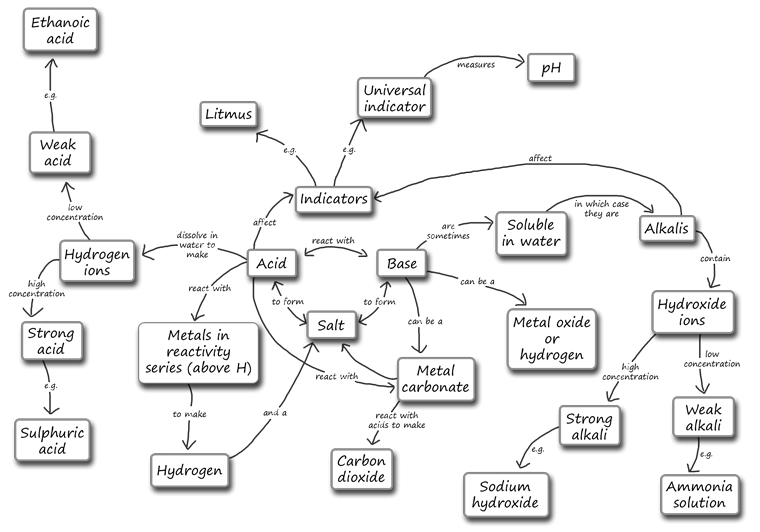 Ethanoic
acid
measures
pH
Universal
indicator
e.g.
Litmus
Weak
acid
e.g.
e.g.
affect
Indicators
low
concentration
in which case
they are
affect
are
sometimes
Soluble
in water
Alkalis
dissolve in
water to
make
react with
Hydrogen
ions
Acid
Base
contain
high
concentration
react with
can be a
to form
to form
Hydroxide
ions
Strong
acid
Salt
can be a
Metals in
reactivity
series (above H)
Metal oxide
or
hydrogen
high
concentration
low
concentration
e.g.
react with
Metal
carbonate
to make
and a
react with
acids to make
Strong
alkali
Weak
alkali
Sulphuric
acid
e.g.
e.g.
Hydrogen
Carbon
dioxide
Sodium
hydroxide
Ammonia
solution